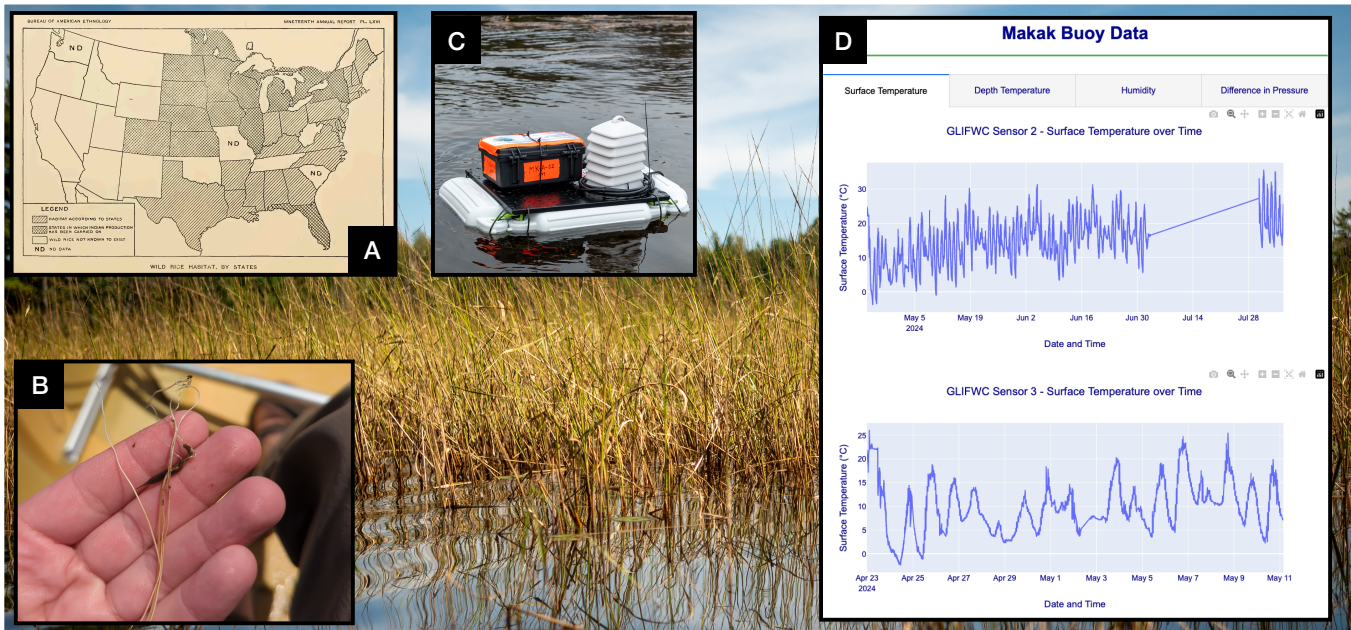 BUREAU OF AMERICAN ETHNOLOGY
NINETEENTH ANNUAL REPORT PL. LXVI
ND
ND
ND
LEGEND
HABITAT ACCORDING TO STATES
STATES IN WHICH INDIAN PRODUCTION
HAS BEEN CARRIED ON
WILD RICE NOT KNOWN TO EXIST
ND NO DATA
WILD RICE HABITAT, BY STATES
A
B
C
D
Makak Buoy Data
Surface Temperature
Depth Temperature
Humidity
Difference in Pressure
GLIFWC Sensor 2 - Surface Temperature over Time
Surface Temperature (°C)
30
20
10
0
May 5
2024
May 19
Jun 2
Jun 16
Jun 30
Jul 14
Jul 28
Date and Time
GLIFWC Sensor 3 - Surface Temperature over Time
Surface Temperature (°C)
25
20
15
10
5
0
Apr 23
2024
Apr 25
Apr 27
Apr 29
May 1
May 3
May 5
May 7
May 9
May 11
Date and Time